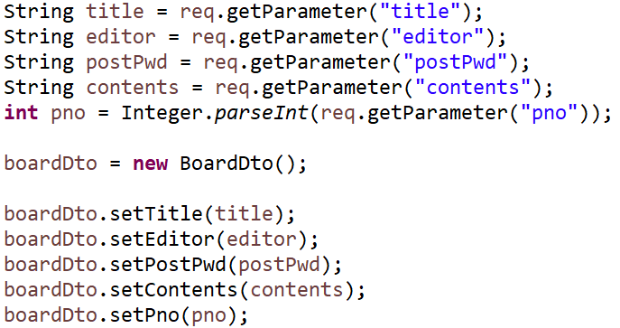 String title = req.getParameter("title");
String editor = req.getParameter("editor");
String postPwd = req.getParameter("postPwd");
String contents = req.getParameter("contents");
int pno = Integer.parseInt(req.getParameter("pno"));
boardDto = new BoardDto();
boardDto.setTitle(title);
boardDto.setEditor(editor);
boardDto.setPostPwd(postPwd);
boardDto.setContents(contents);
boardDto.setPno(pno);